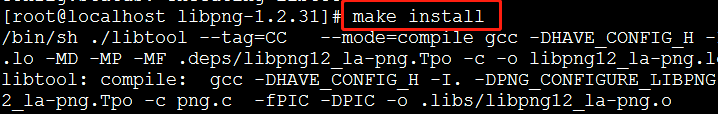 [root@localhost libpng-1.2.31]# make install
/bin/sh ./libtool --tag=CC --mode=compile gcc -DHAVE_CONFIG_H -
.lo -MD -MP -MF .deps/libpng12_la-png.Tpo -c -o libpng12_la-png.l
libtool: compile: gcc -DHAVE_CONFIG_H -I. -DPNG_CONFIGURE_LIBPNG
2_la-png.Tpo -c png.c -fPIC -DPIC -o .libs/libpng12_la-png.o